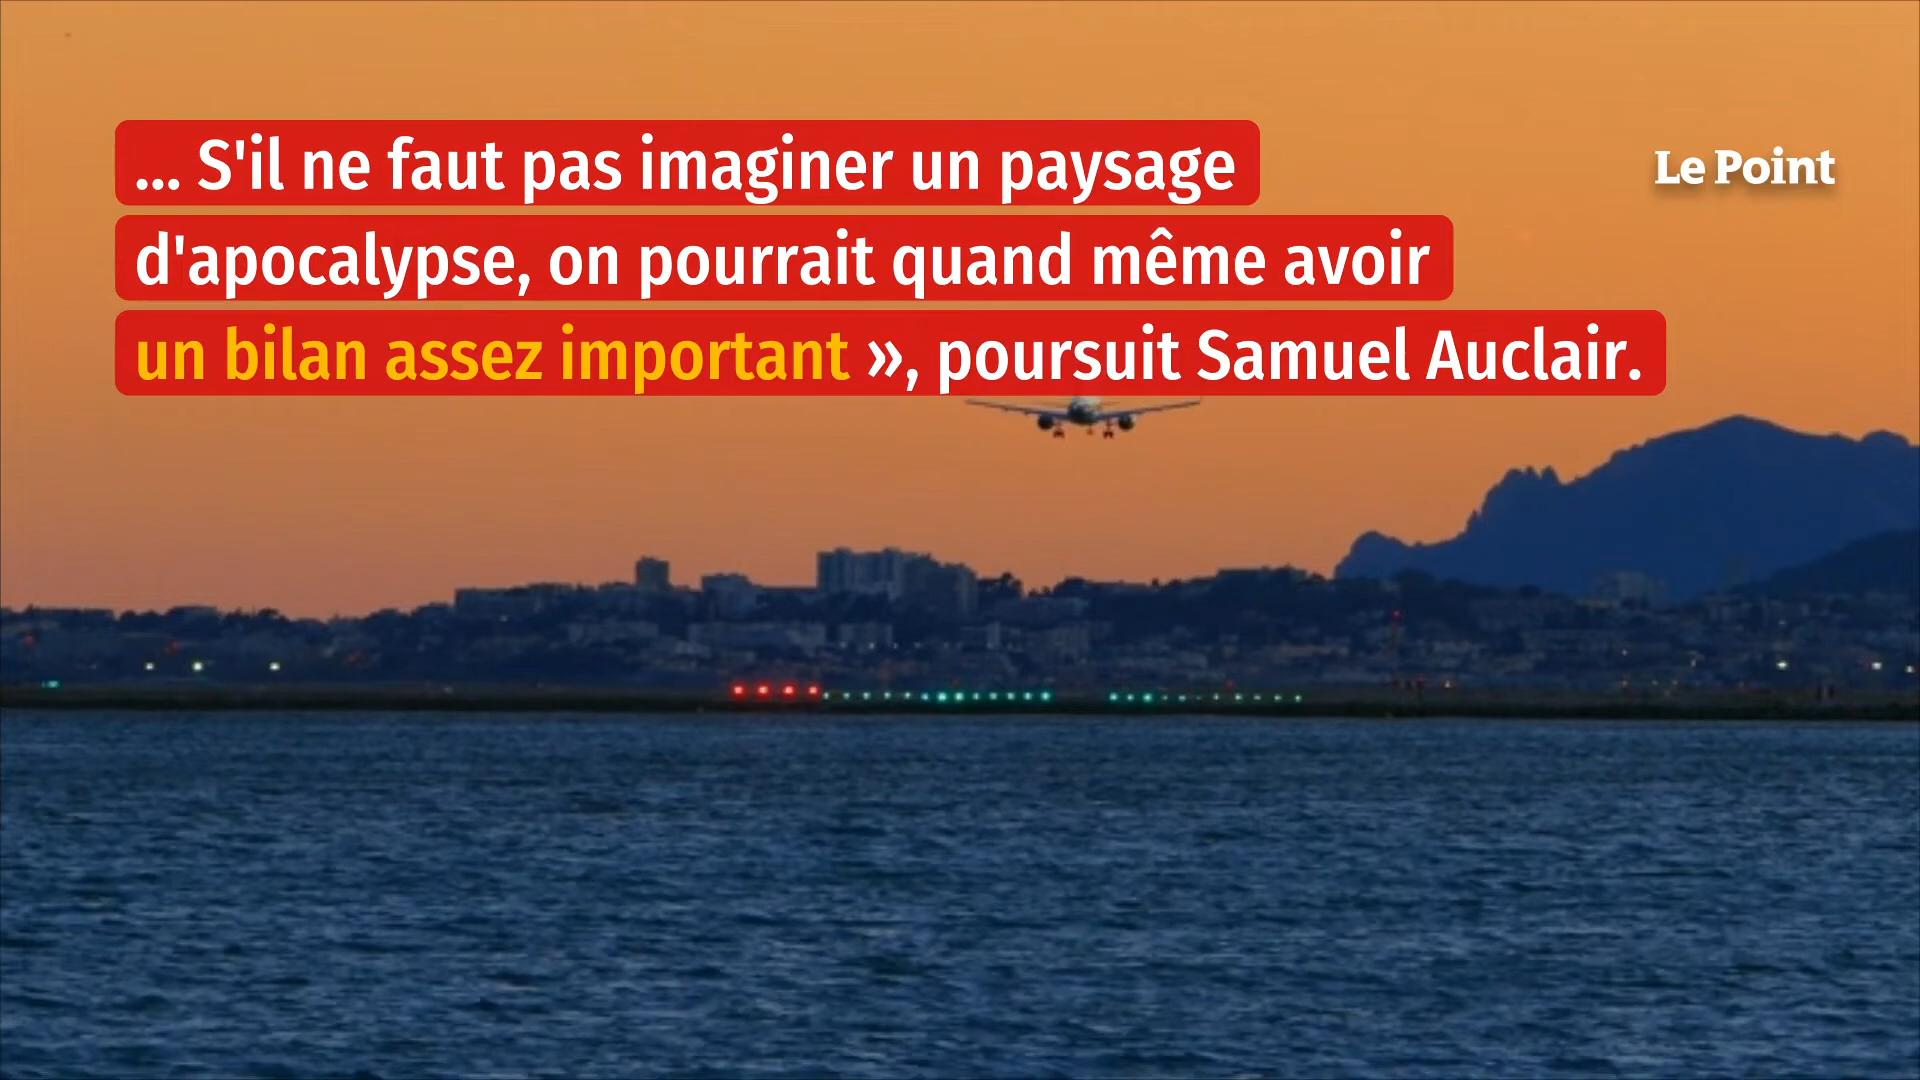 ... S'il ne faut pas imaginer un paysage
d'apocalypse, on pourrait quand même avoir
un bilan assez important », poursuit Samuel Auclair.
Le Point